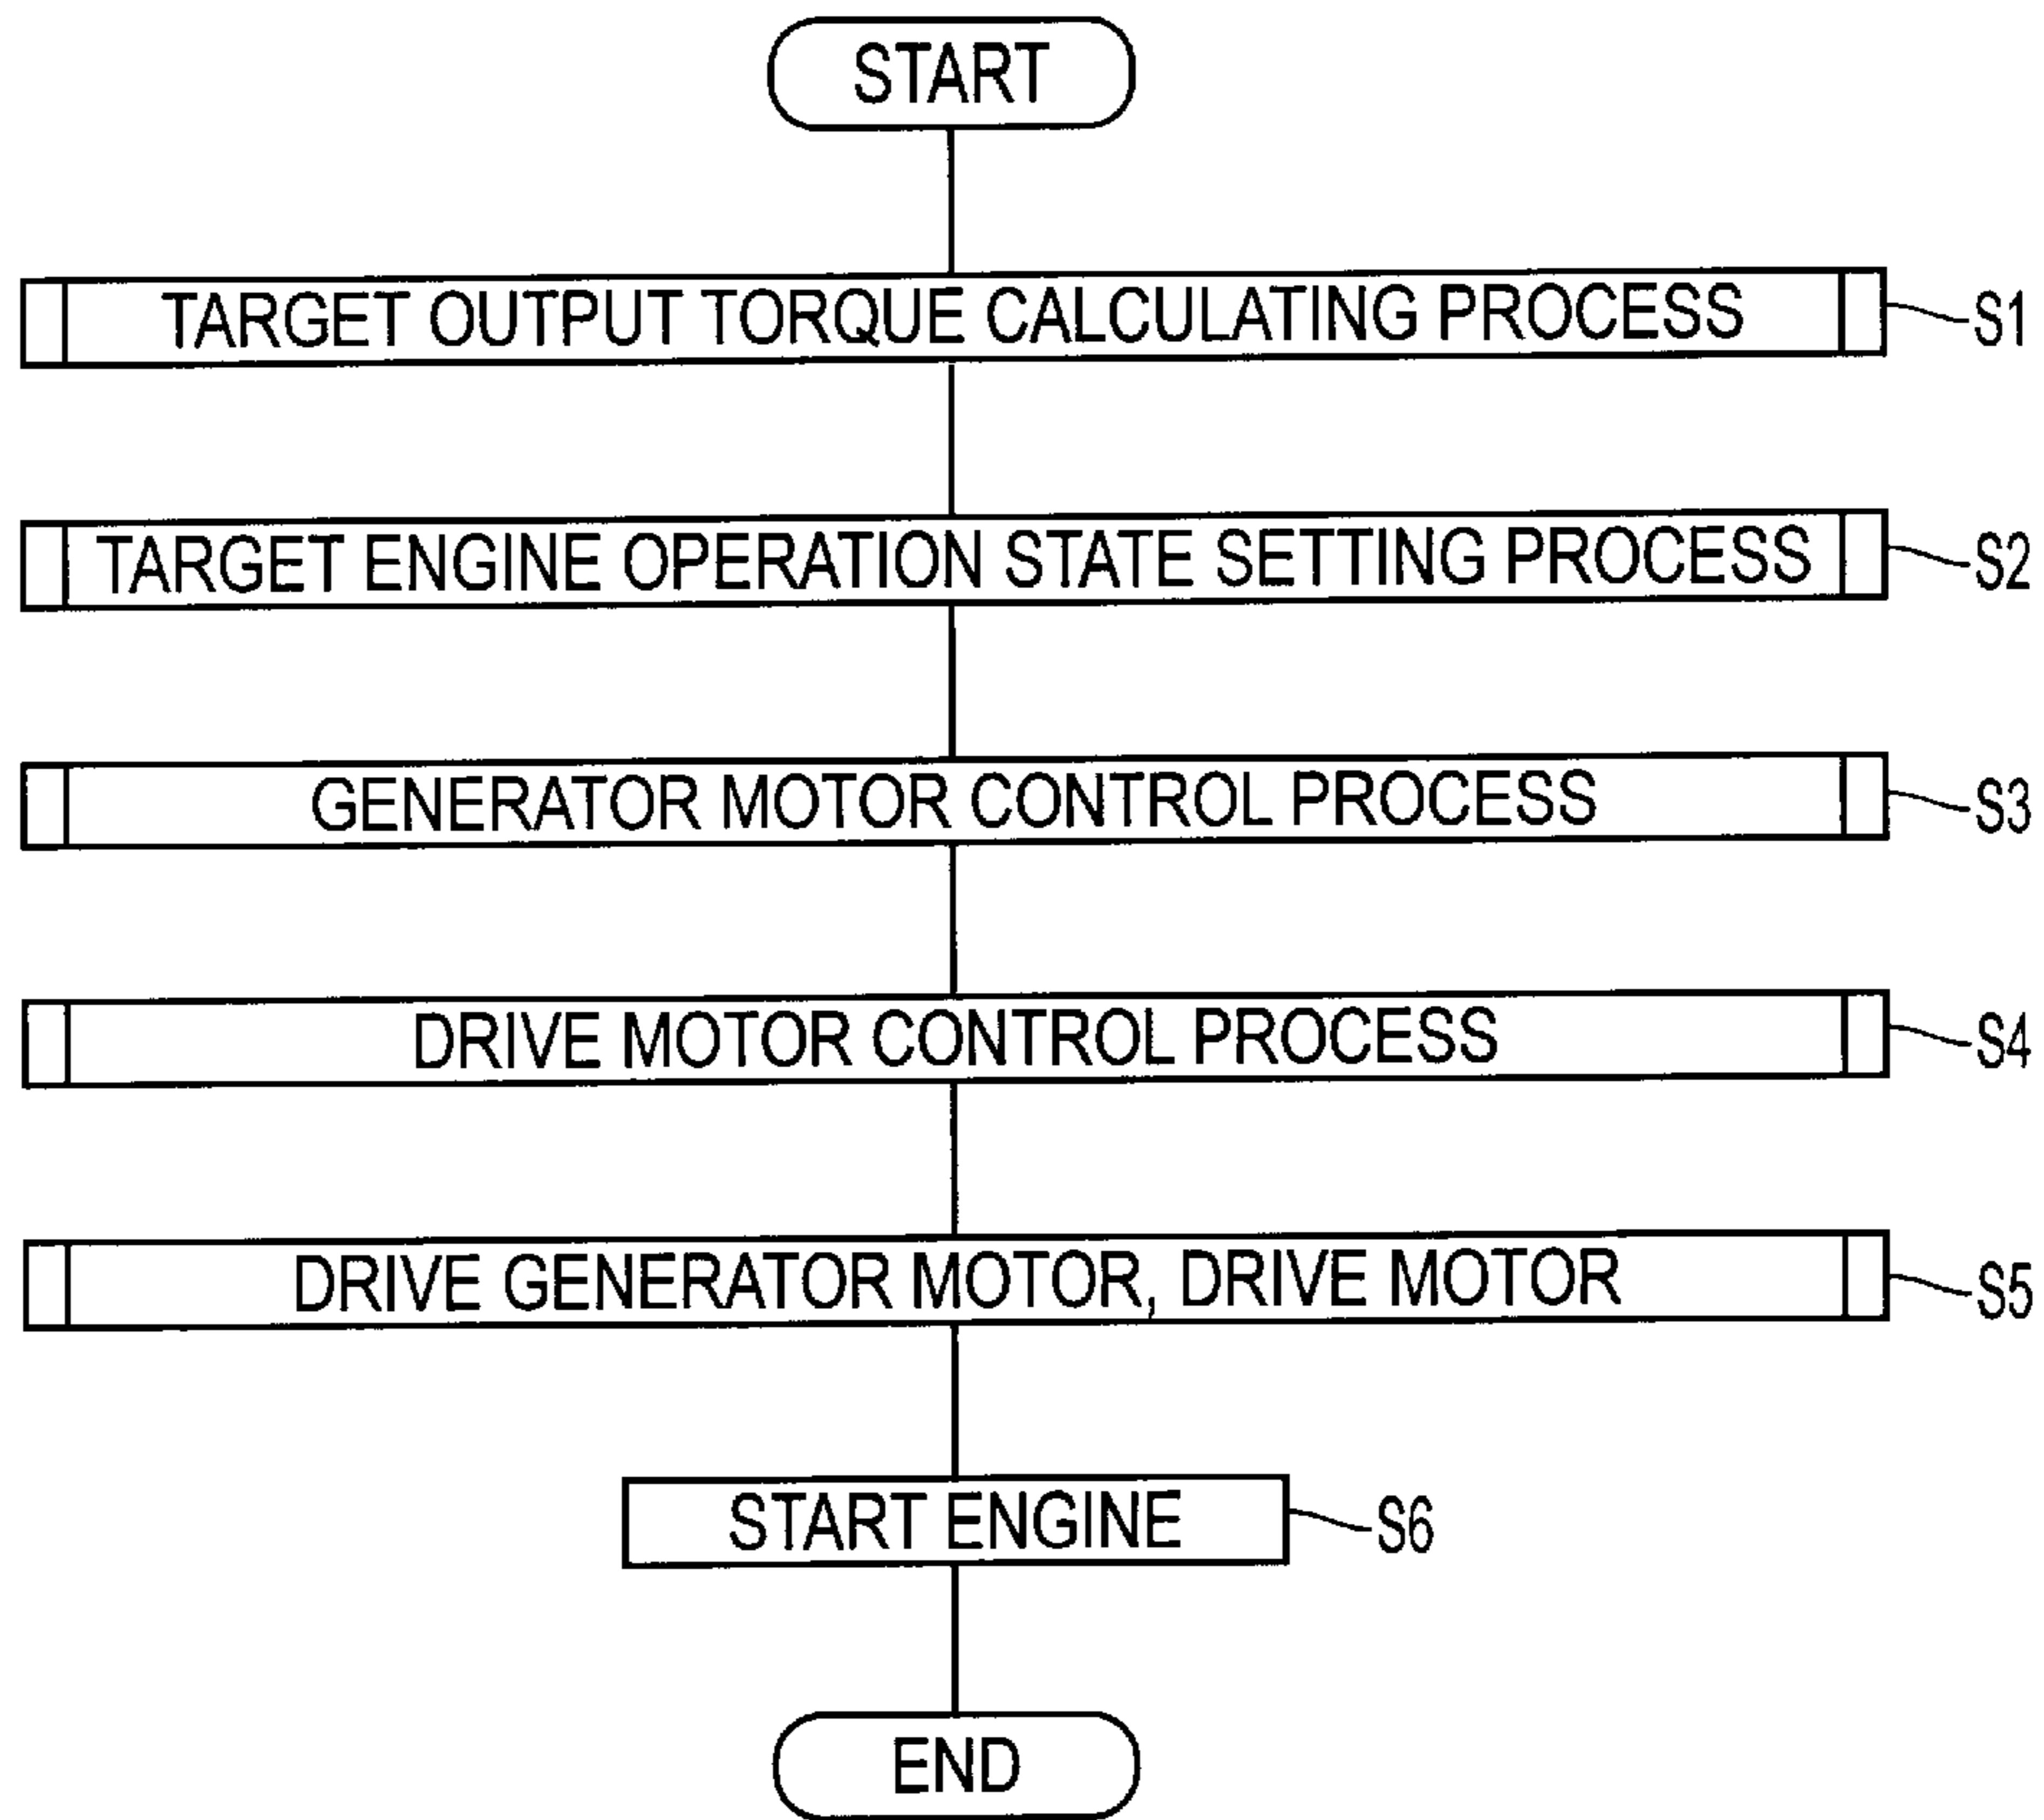 START
TARGET OUTPUT TORQUE CALCULATING PROCESS
S1
TARGET ENGINE OPERATION STATE SETTING PROCESS
S2
GENERATOR MOTOR CONTROL PROCESS
S3
DRIVE MOTOR CONTROL PROCESS
S4
DRIVE GENERATOR MOTOR, DRIVE MOTOR
S5
START ENGINE
S6
END